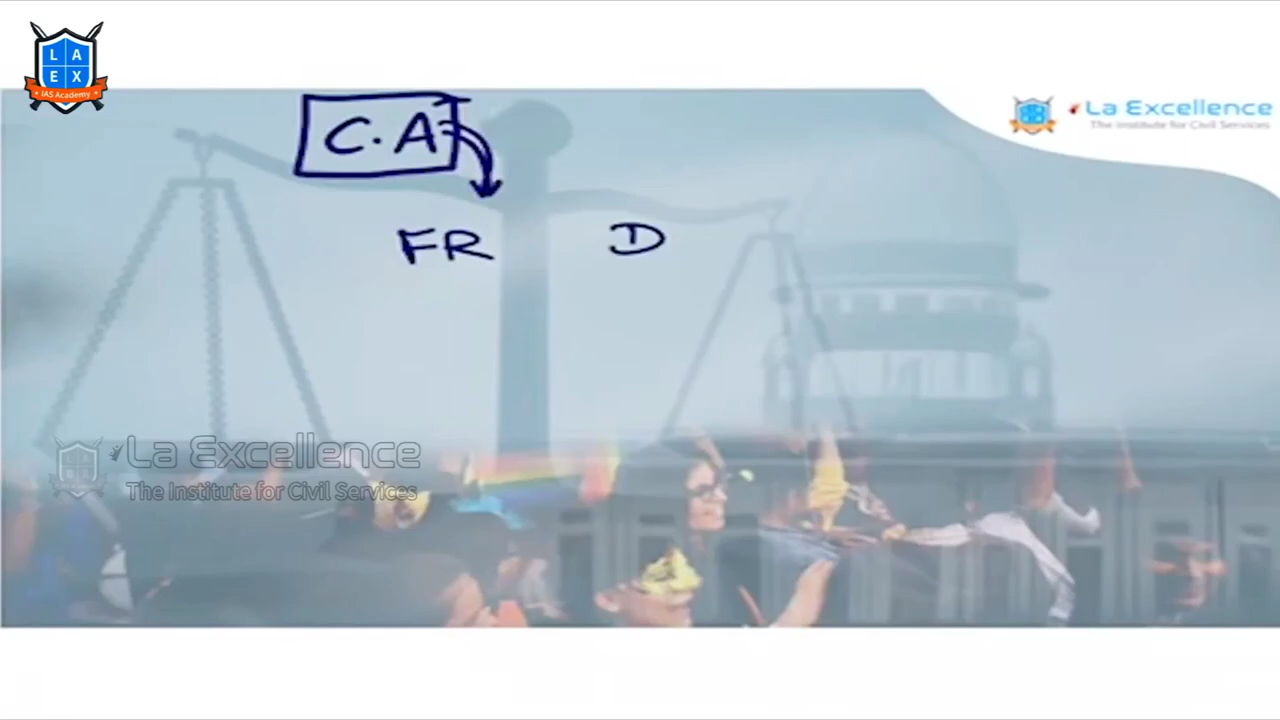 L A
E X
IAS Academy
La Excellence
The Institute for Civil Services
C.A
FR D
La Excellence
The Institute for Civil Services